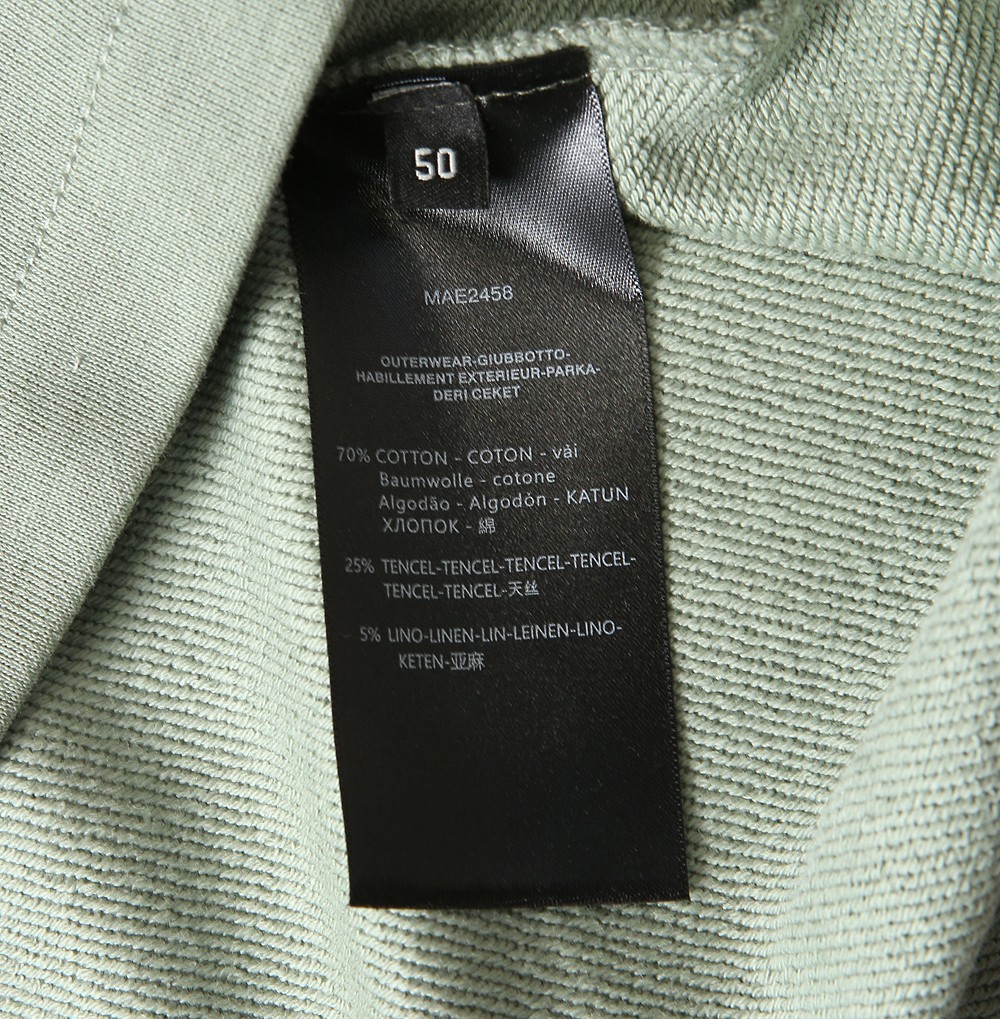 50
MAE2458
OUTERWEAR-GIUBBOTTO-
HABILLEMENT EXTERIEUR-PARKA-
DERI CEKET
70% COTTON - COTON - vải
Baumwolle - cotone
Algodão - Algodón - KATUN
ХЛОПОК - 綿
25% TENCEL-TENCEL-TENCEL-TENCEL-
TENCEL-TENCEL-天丝
5% LINO-LINEN-LIN-LEINEN-LINO-
KETEN-亚麻